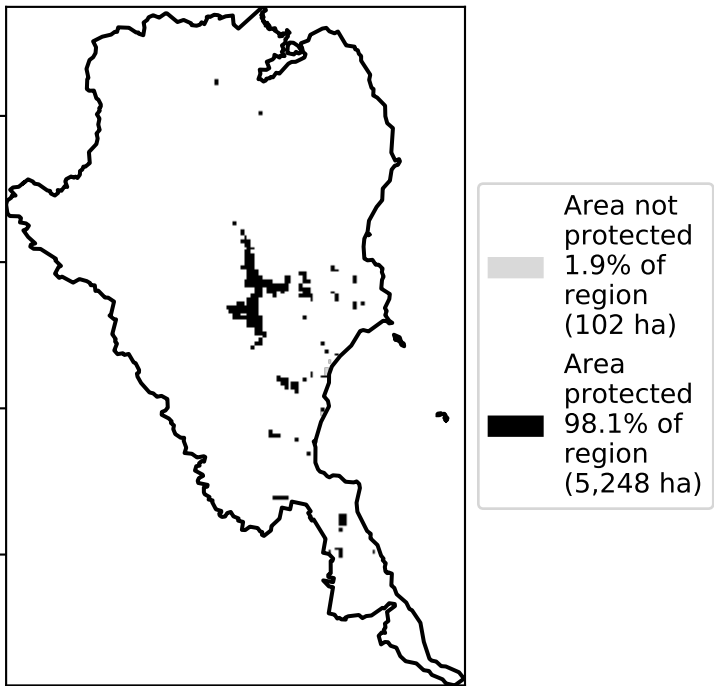 Area not
protected
1.9% of
region
(102 ha)
Area
protected
98.1% of
region
(5,248 ha)